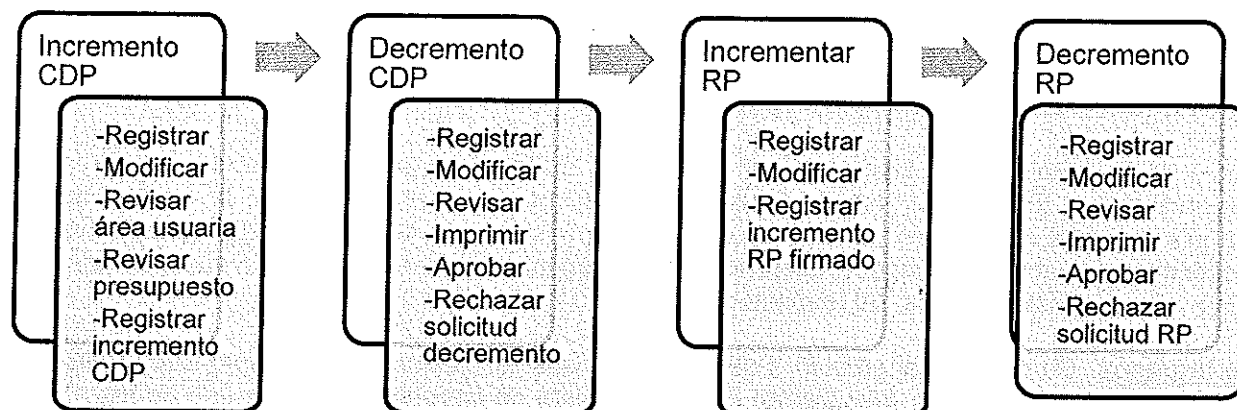 Incremento
CDP
-Registrar
-Modificar
-Revisar
área usuaria
-Revisar
presupuesto
-Registrar
incremento
CDP
Decremento
CDP
-Registrar
-Modificar
-Revisar
-Imprimir
-Aprobar
-Rechazar
solicitud
decremento
Incrementar
RP
-Registrar
-Modificar
-Registrar
incremento
RP firmado
Decremento
RP
-Registrar
-Modificar
-Revisar
-Imprimir
-Aprobar
-Rechazar
solicitud RP